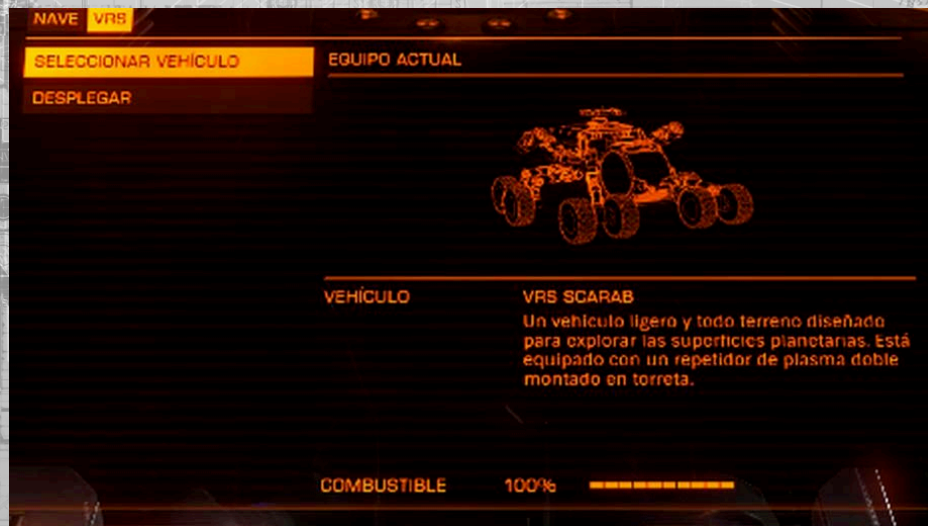 NAVE VRS
SELECCIONAR VEHÍCULO
EQUIPO ACTUAL
DESPLEGAR
VEHÍCULO
VRS SCARAB
Un vehículo ligero y todo terreno diseñado
para explorar las superficies planetarias. Está
equipado con un repetidor de plasma doble
montado en torreta.
COMBUSTIBLE 100%